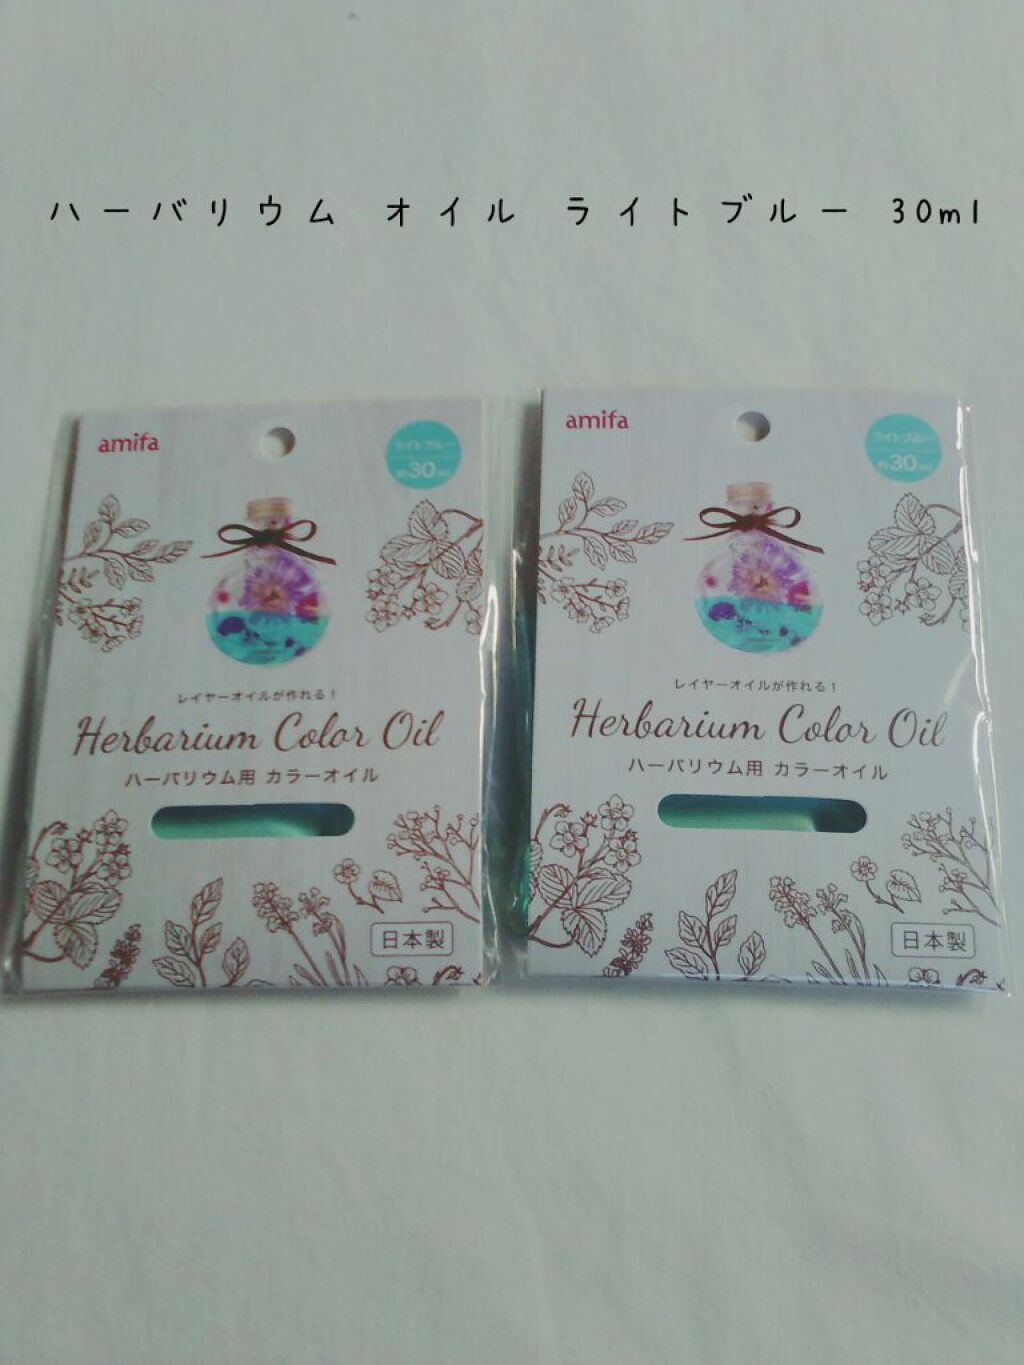 ハーバリウム オイル ライトブルー 30ml
amifa
ライトブルー
約30ml
レイヤーオイルが作れる！
Herbarium Color Oil
ハーバリウム用 カラーオイル
日本製
amifa
ライトブルー
約30ml
レイヤーオイルが作れる！
Herbarium Color Oil
ハーバリウム用 カラーオイル
日本製